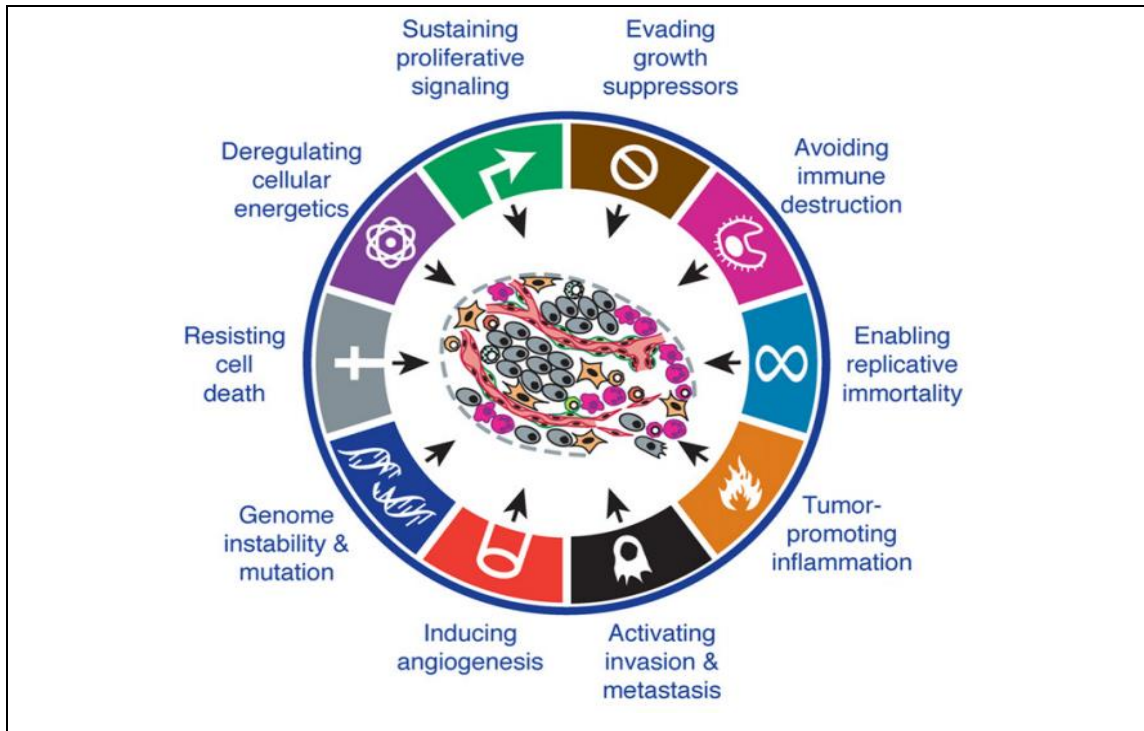 Sustaining
proliferative
signaling
Evading
growth
suppressors
Avoiding
immune
destruction
Enabling
replicative
immortality
Tumor-
promoting
inflammation
Activating
invasion &
metastasis
Inducing
angiogenesis
Genome
instability &
mutation
Resisting
cell
death
Deregulating
cellular
energetics